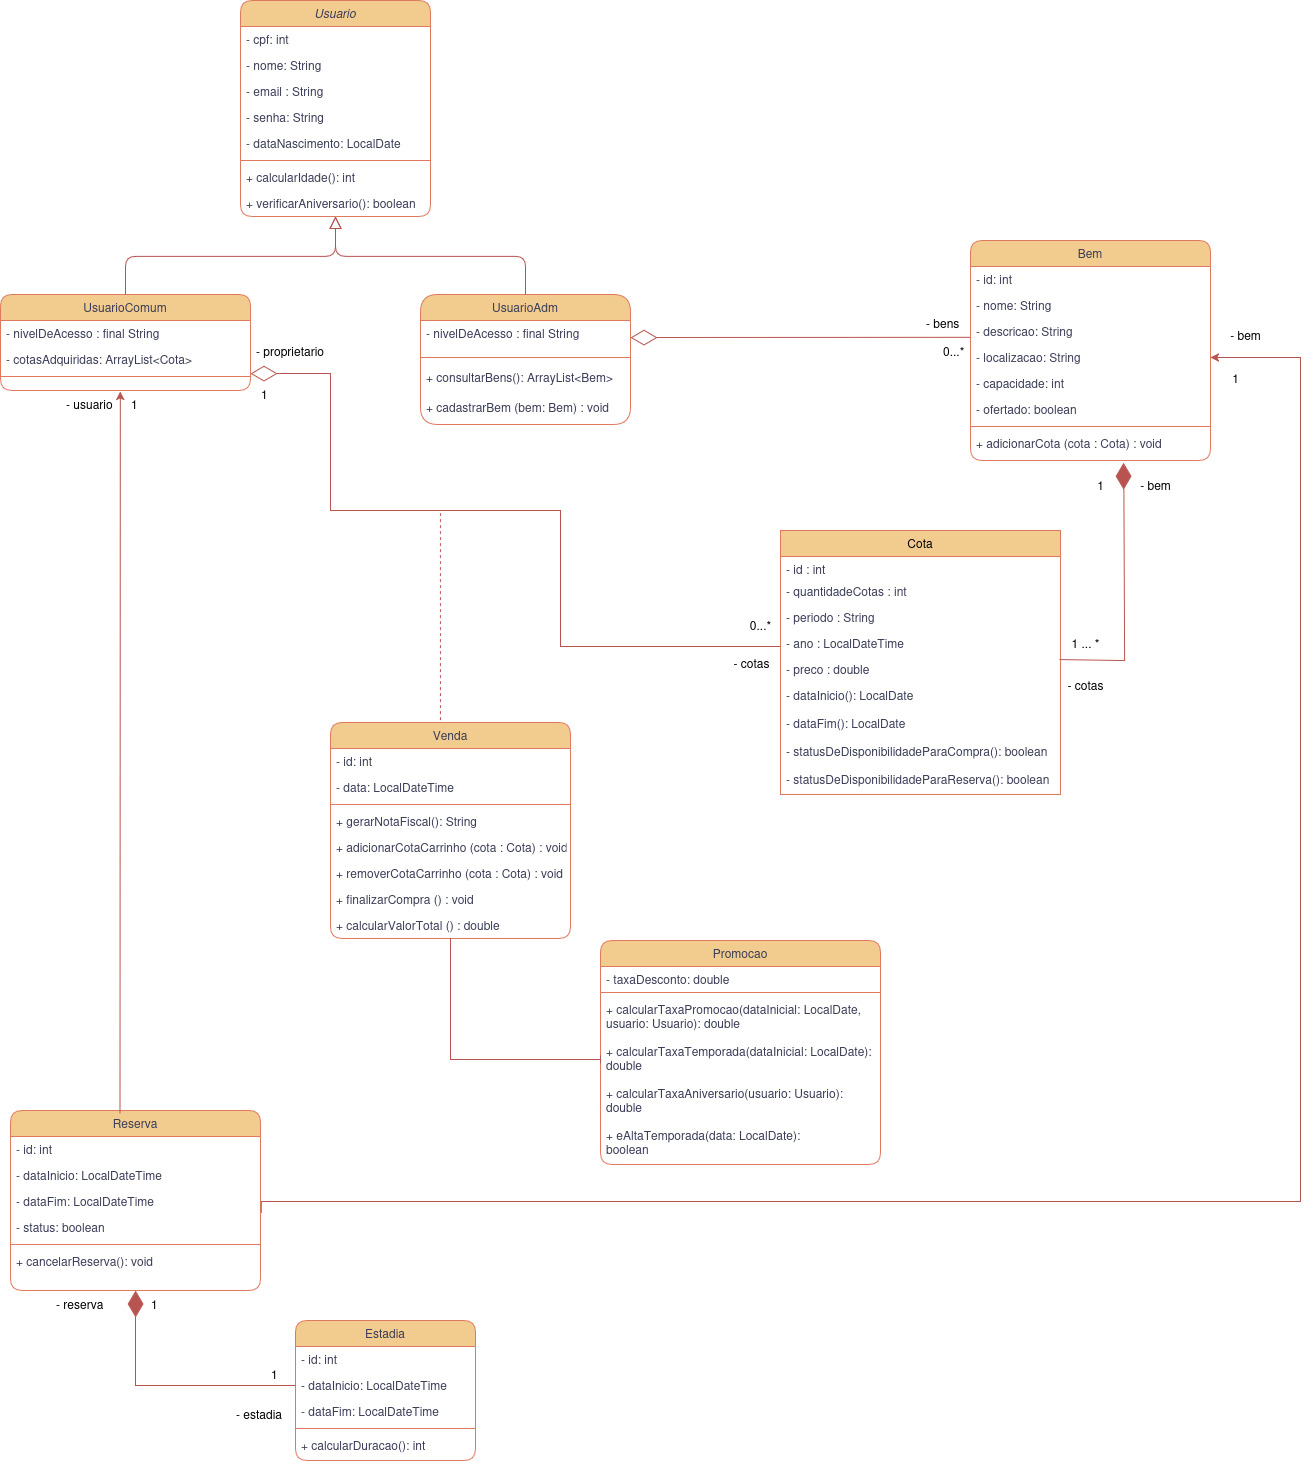 Usuario
- cpf: int
- nome: String
- email : String
- senha: String
- dataNascimento: LocalDate
+ calcularIdade(): int
+ verificarAniversario(): boolean
UsuarioComum
- nivelDeAcesso : final String
- cotasAdquiridas: ArrayList<Cota>
- proprietario
1
- usuario
1
UsuarioAdm
- nivelDeAcesso : final String
+ consultarBens(): ArrayList<Bem>
+ cadastrarBem (bem: Bem) : void
- bens
0...*
Bem
- id: int
- nome: String
- descricao: String
- localizacao: String
- capacidade: int
- ofertado: boolean
+ adicionarCota (cota : Cota) : void
- bem
1
1
- bem
Cota
- id : int
- quantidadeCotas : int
- periodo : String
- ano : LocalDateTime
- preco : double
- dataInicio(): LocalDate
- dataFim(): LocalDate
- statusDeDisponibilidadeParaCompra(): boolean
- statusDeDisponibilidadeParaReserva(): boolean
0...*
- cotas
1 ... *
- cotas
Venda
- id: int
- data: LocalDateTime
+ gerarNotaFiscal(): String
+ adicionarCotaCarrinho (cota : Cota) : void
+ removerCotaCarrinho (cota : Cota) : void
+ finalizarCompra () : void
+ calcularValorTotal () : double
Promocao
- taxaDesconto: double
+ calcularTaxaPromocao(dataInicial: LocalDate,
usuario: Usuario): double
+ calcularTaxaTemporada(dataInicial: LocalDate):
double
+ calcularTaxaAniversario(usuario: Usuario):
double
+ eAltaTemporada(data: LocalDate):
boolean
Reserva
- id: int
- dataInicio: LocalDateTime
- dataFim: LocalDateTime
- status: boolean
+ cancelarReserva(): void
- reserva
1
1
- estadia
Estadia
- id: int
- dataInicio: LocalDateTime
- dataFim: LocalDateTime
+ calcularDuracao(): int